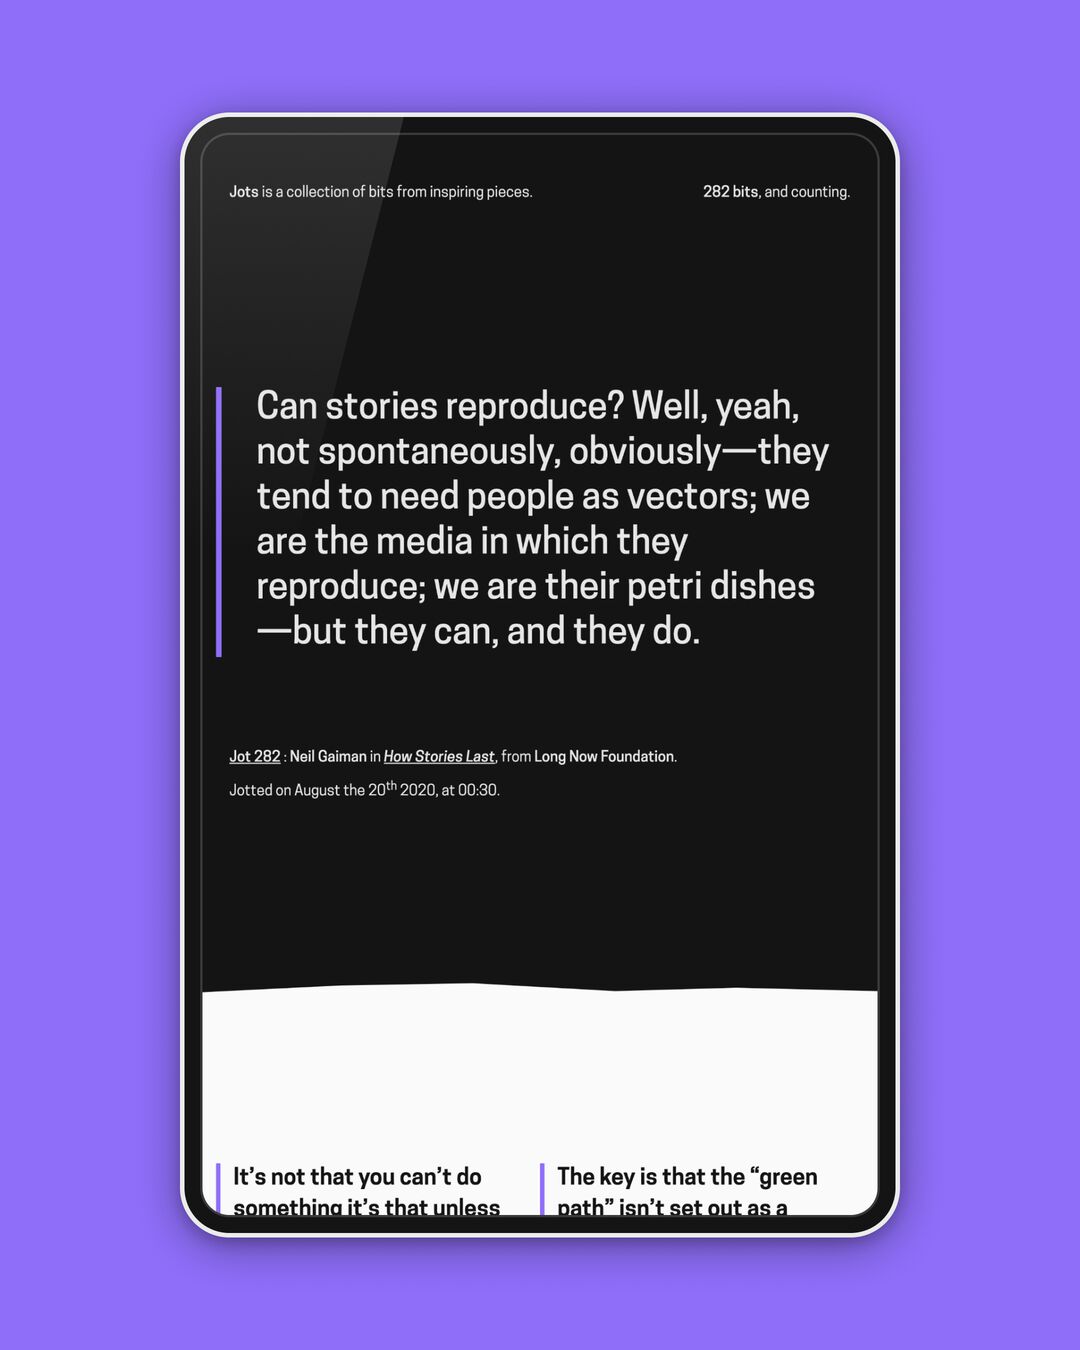 Jots is a collection of bits from inspiring pieces.
282 bits, and counting.
Can stories reproduce? Well, yeah,
not spontaneously, obviously—they
tend to need people as vectors; we
are the media in which they
reproduce; we are their petri dishes
—but they can, and they do.
Jot 282 : Neil Gaiman in How Stories Last, from Long Now Foundation.
Jotted on August the 20th 2020, at 00:30.
It’s not that you can’t do
something it’s that unless
The key is that the “green
path” isn’t set out as a